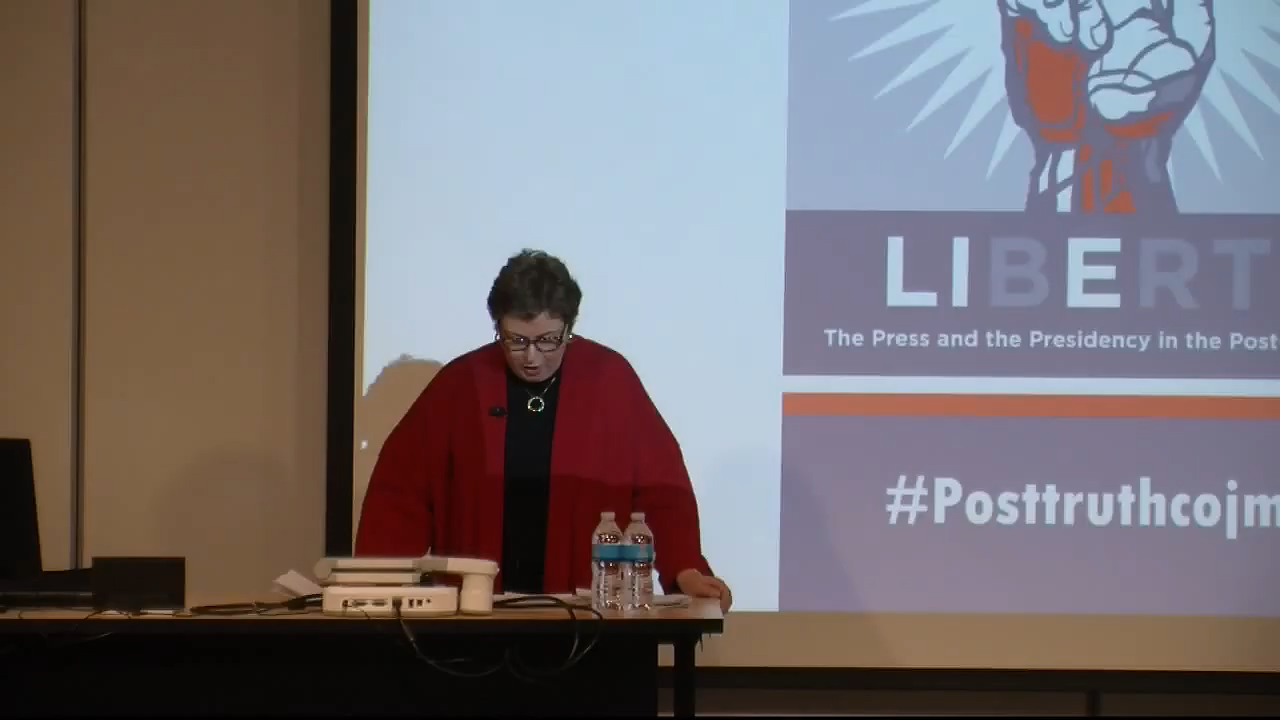 LIBERT
The Press and the Presidency in the Post
#Posttruthcojm